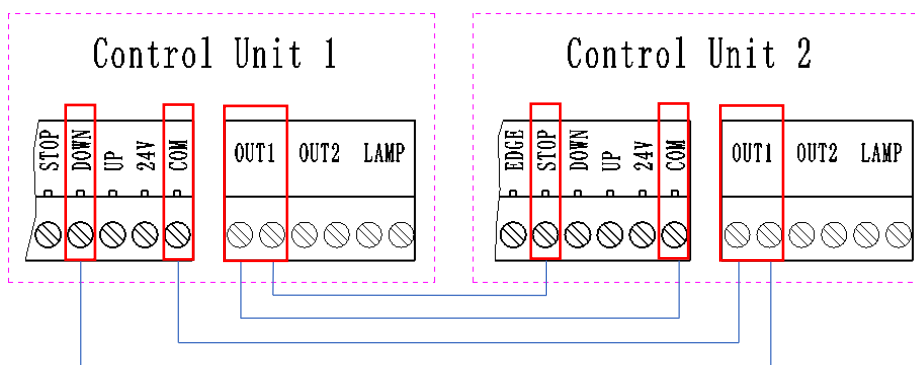 Control Unit 1
STOP DOWN UP 24V COM OUT1 OUT2 LAMP
Control Unit 2
EDGE STOP DOWN UP 24V COM OUT1 OUT2 LAMP